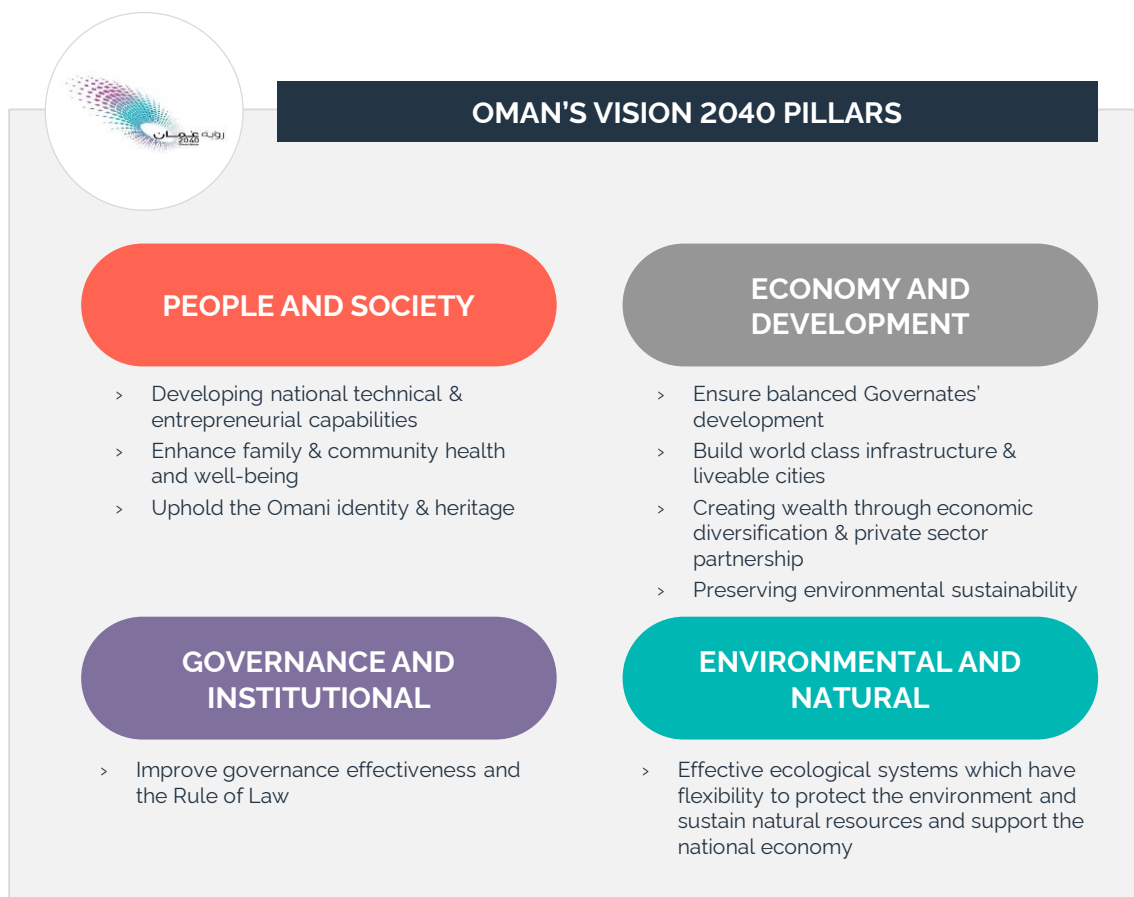 رؤية عُمان
2040
OMAN'S VISION 2040 PILLARS
PEOPLE AND SOCIETY
› Developing national technical &
entrepreneurial capabilities
› Enhance family & community health
and well-being
› Uphold the Omani identity & heritage
ECONOMY AND
DEVELOPMENT
› Ensure balanced Governates'
development
› Build world class infrastructure &
liveable cities
› Creating wealth through economic
diversification & private sector
partnership
› Preserving environmental sustainability
GOVERNANCE AND
INSTITUTIONAL
› Improve governance effectiveness and
the Rule of Law
ENVIRONMENTAL AND
NATURAL
› Effective ecological systems which have
flexibility to protect the environment and
sustain natural resources and support the
national economy